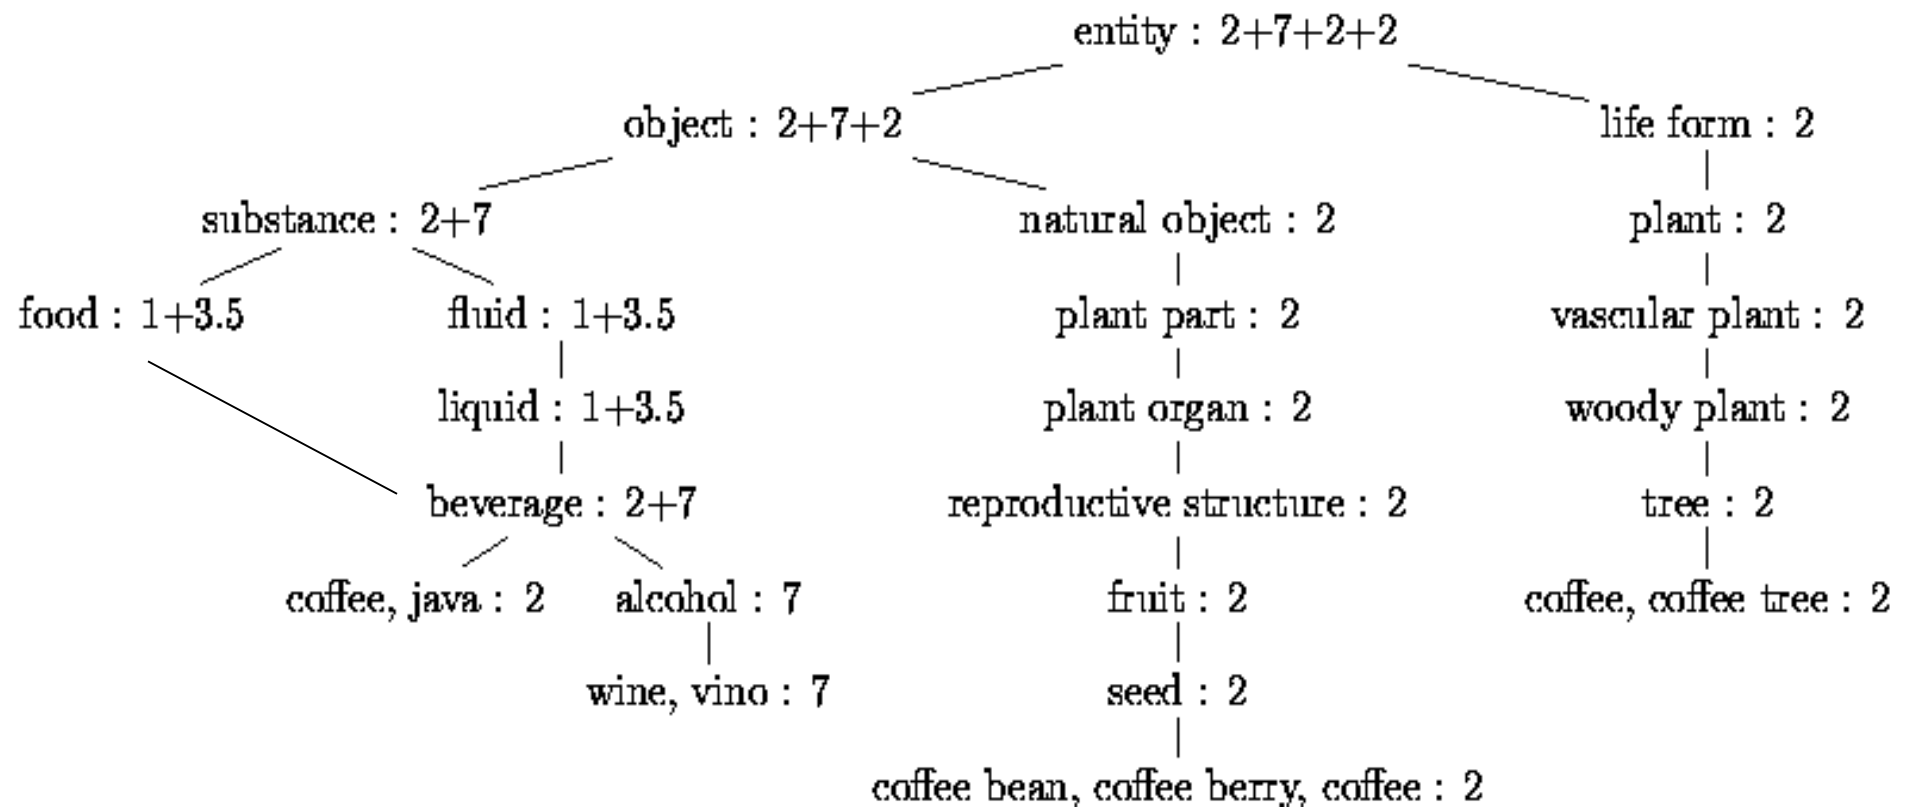 entity : 2+7+2+2
object : 2+7+2
life form : 2
substance : 2+7
natural object : 2
plant : 2
food : 1+3.5
fluid : 1+3.5
plant part : 2
vascular plant : 2
liquid : 1+3.5
plant organ : 2
woody plant : 2
beverage : 2+7
reproductive structure : 2
tree : 2
coffee, java : 2
alcohol : 7
fruit : 2
coffee, coffee tree : 2
wine, vino : 7
seed : 2
coffee bean, coffee berry, coffee : 2